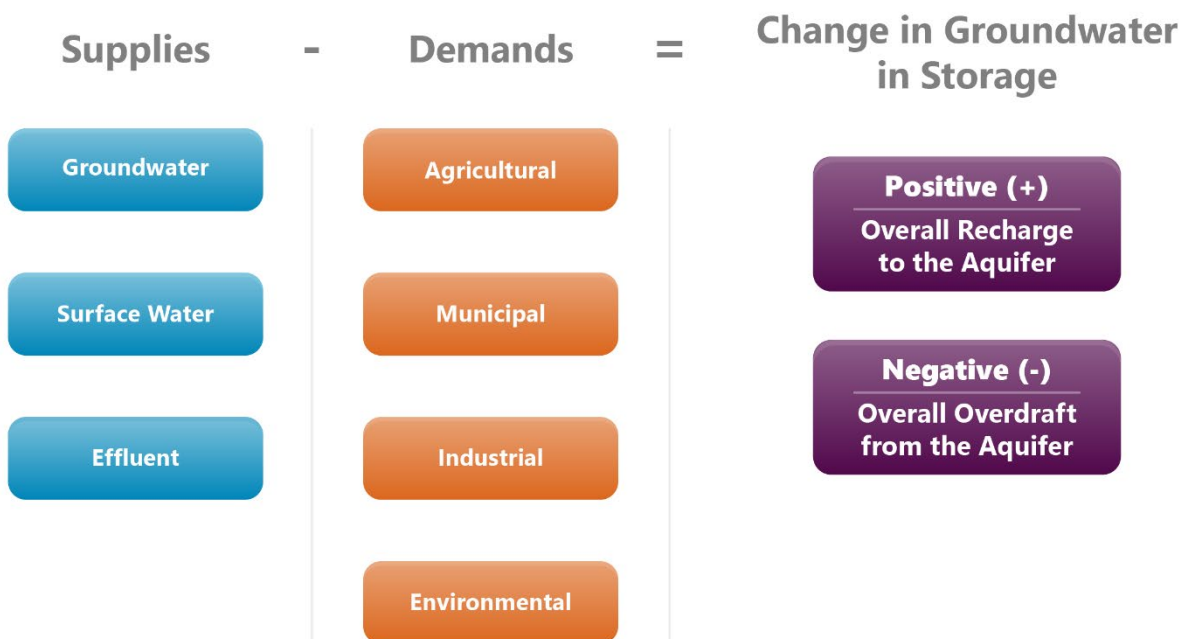 Supplies - Demands = Change in Groundwater
in Storage
Groundwater
Surface Water
Effluent
Agricultural
Municipal
Industrial
Environmental
Positive (+)
Overall Recharge
to the Aquifer
Negative (-)
Overall Overdraft
from the Aquifer